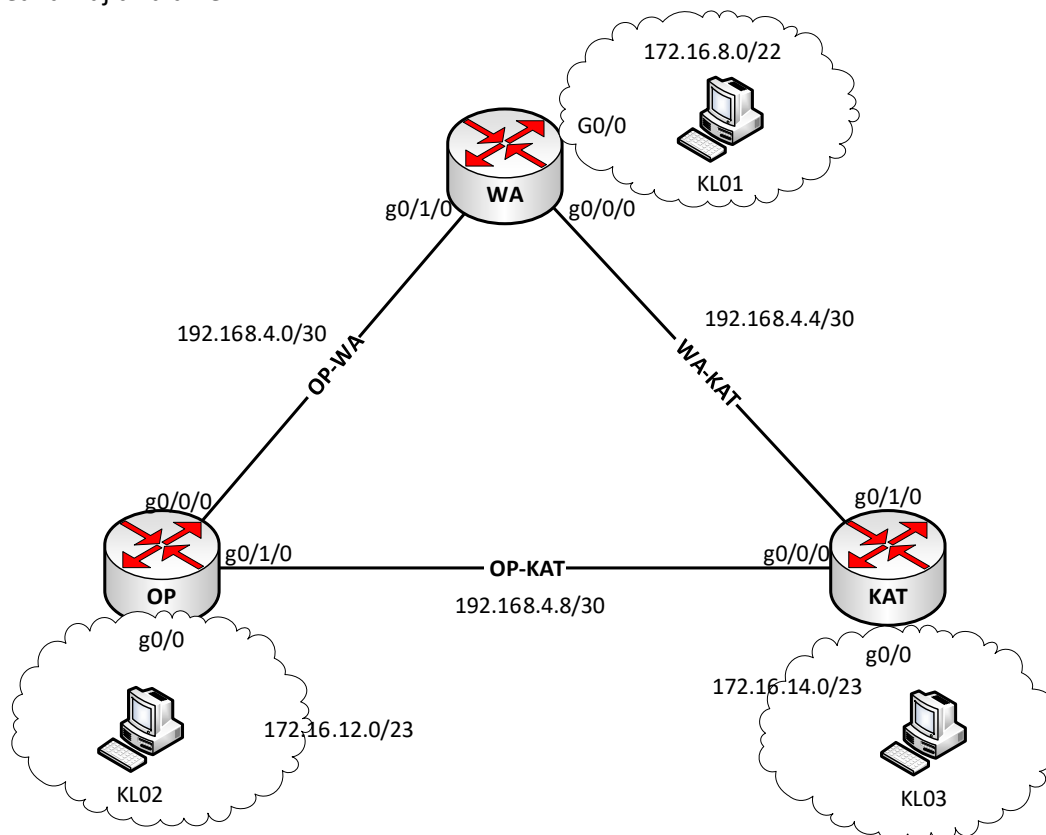 172.16.8.0/22
G0/0
KL01
WA
g0/1/0
g0/0/0
192.168.4.0/30
192.168.4.4/30
OP-WA
WA-KAT
g0/0/0
g0/1/0
g0/1/0
g0/0/0
OP-KAT
OP
KAT
192.168.4.8/30
g0/0
g0/0
172.16.14.0/23
172.16.12.0/23
KL02
KL03